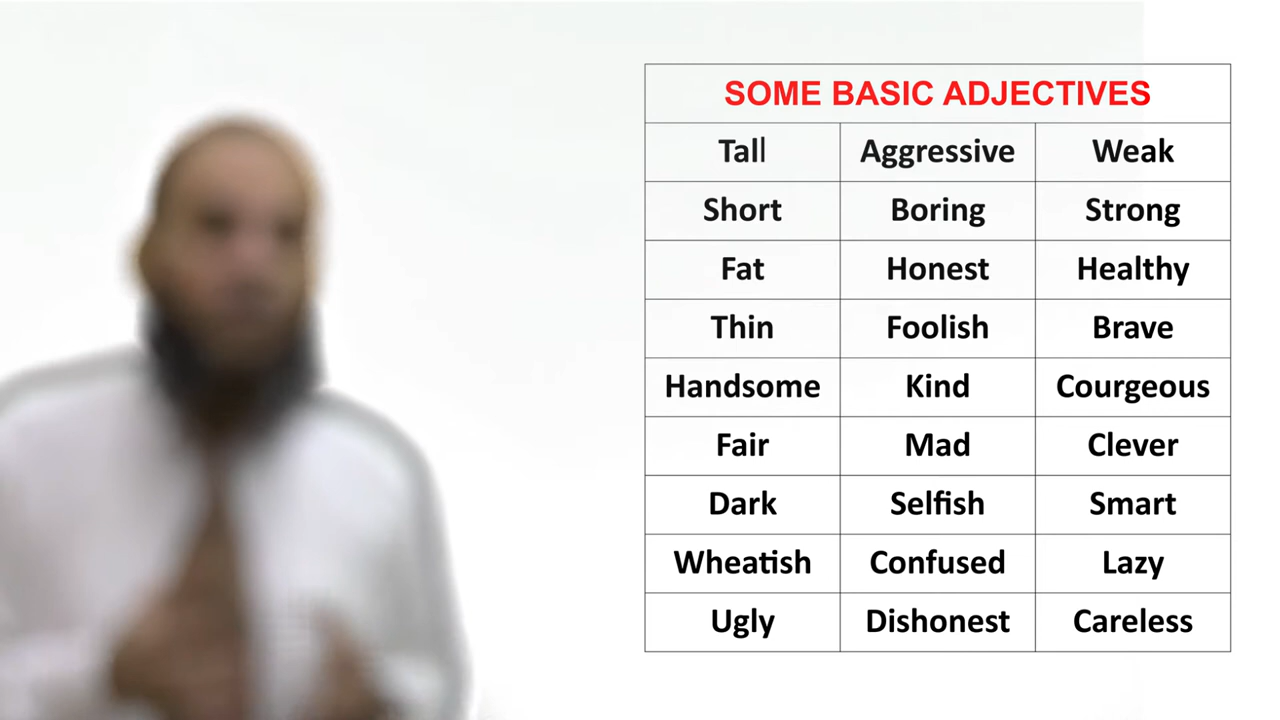 SOME BASIC ADJECTIVES
Tall Aggressive Weak
Short Boring Strong
Fat Honest Healthy
Thin Foolish Brave
Handsome Kind Courgeous
Fair Mad Clever
Dark Selfish Smart
Wheatish Confused Lazy
Ugly Dishonest Careless